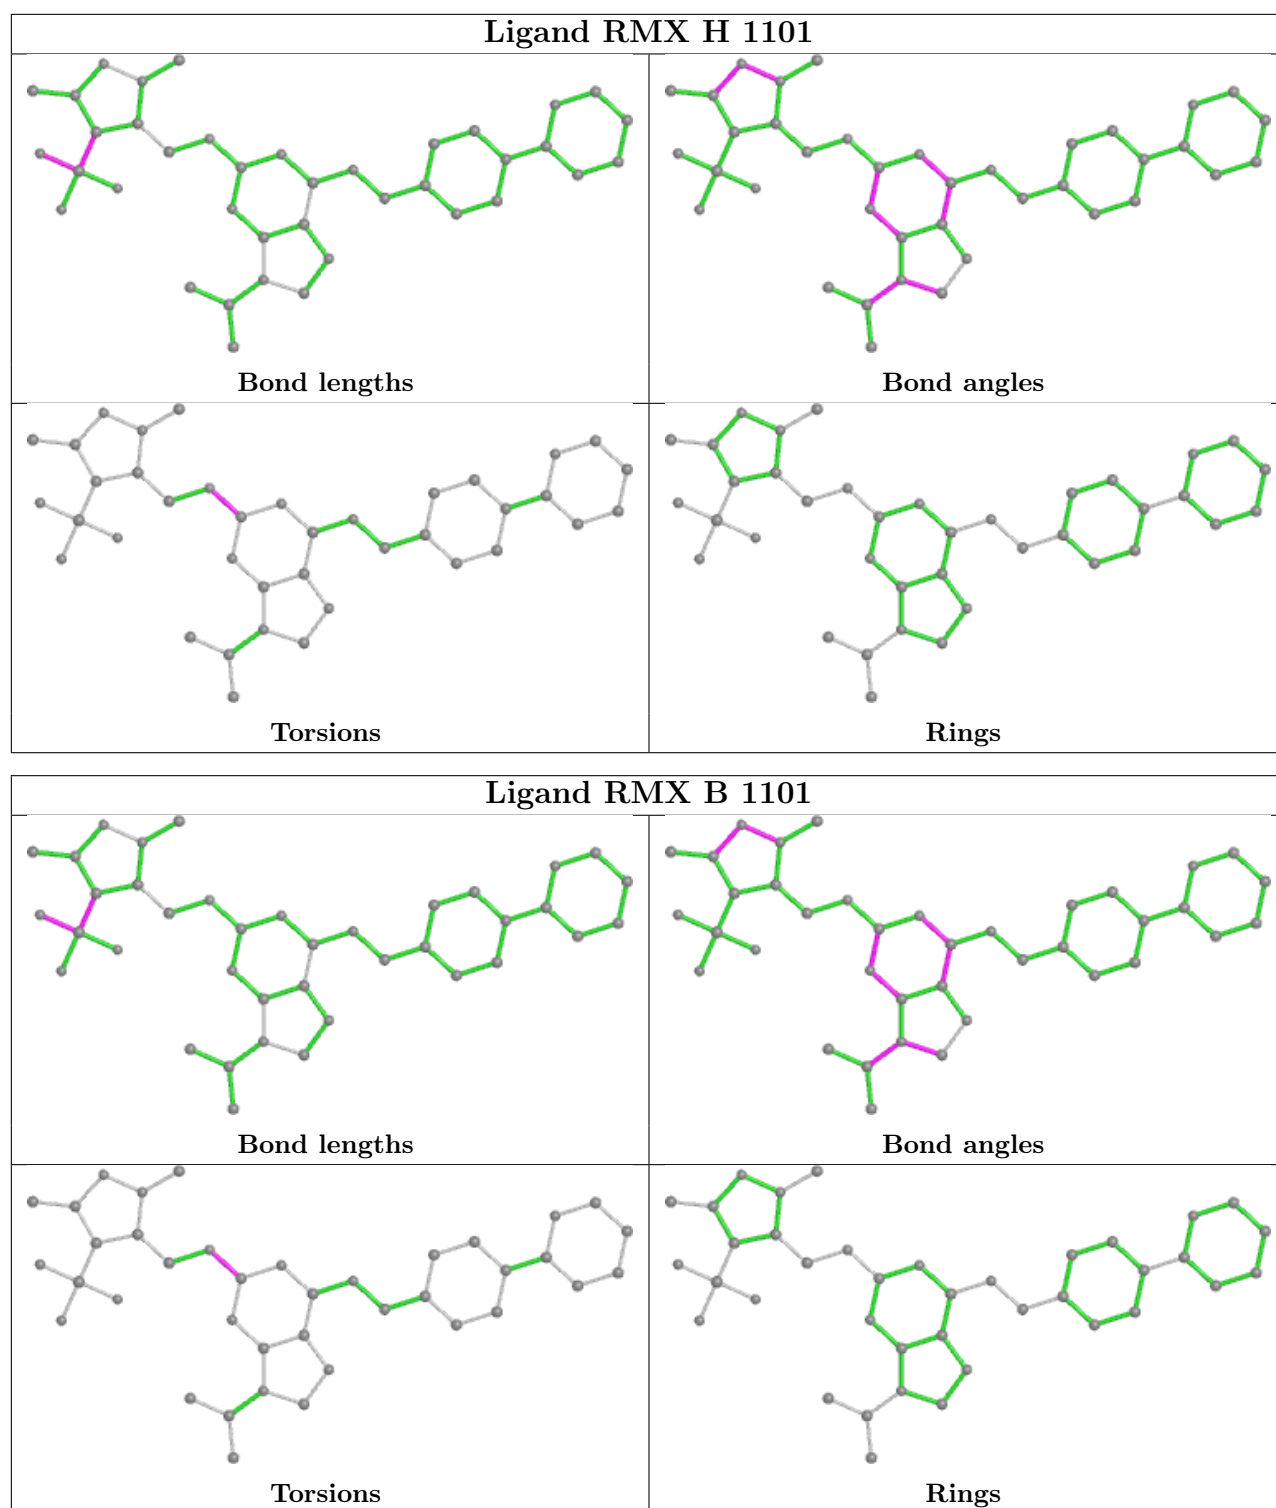 Ligand RMX H 1101
Bond lengths
Bond angles
Torsions
Rings
Ligand RMX B 1101
Bond lengths
Bond angles
Torsions
Rings